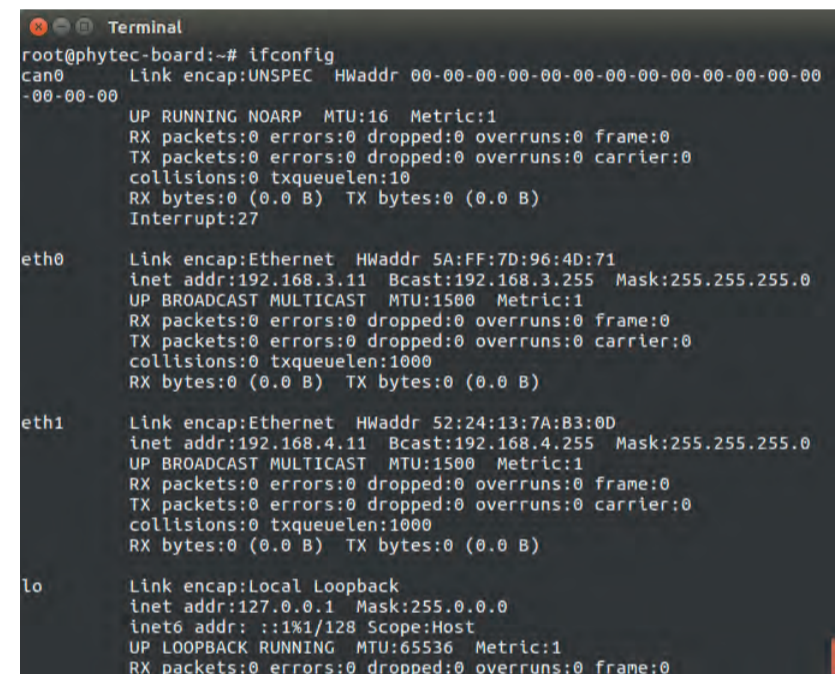 Terminal
root@phytec-board:~# ifconfig
can0      Link encap:UNSPEC  HWaddr 00-00-00-00-00-00-00-00-00-00-00-00-00
-00-00-00
          UP RUNNING NOARP  MTU:16  Metric:1
          RX packets:0 errors:0 dropped:0 overruns:0 frame:0
          TX packets:0 errors:0 dropped:0 overruns:0 carrier:0
          collisions:0 txqueuelen:10
          RX bytes:0 (0.0 B)  TX bytes:0 (0.0 B)
          Interrupt:27
eth0      Link encap:Ethernet  HWaddr 5A:FF:7D:96:4D:71
          inet addr:192.168.3.11  Bcast:192.168.3.255  Mask:255.255.255.0
          UP BROADCAST MULTICAST  MTU:1500  Metric:1
          RX packets:0 errors:0 dropped:0 overruns:0 frame:0
          TX packets:0 errors:0 dropped:0 overruns:0 carrier:0
          collisions:0 txqueuelen:1000
          RX bytes:0 (0.0 B)  TX bytes:0 (0.0 B)
eth1      Link encap:Ethernet  HWaddr 52:24:13:7A:B3:0D
          inet addr:192.168.4.11  Bcast:192.168.4.255  Mask:255.255.255.0
          UP BROADCAST MULTICAST  MTU:1500  Metric:1
          RX packets:0 errors:0 dropped:0 overruns:0 frame:0
          TX packets:0 errors:0 dropped:0 overruns:0 carrier:0
          collisions:0 txqueuelen:1000
          RX bytes:0 (0.0 B)  TX bytes:0 (0.0 B)
lo        Link encap:Local Loopback
          inet addr:127.0.0.1  Mask:255.0.0.0
          inet6 addr: ::1%1/128 Scope:Host
          UP LOOPBACK RUNNING  MTU:65536  Metric:1
          RX packets:0 errors:0 dropped:0 overruns:0 frame:0